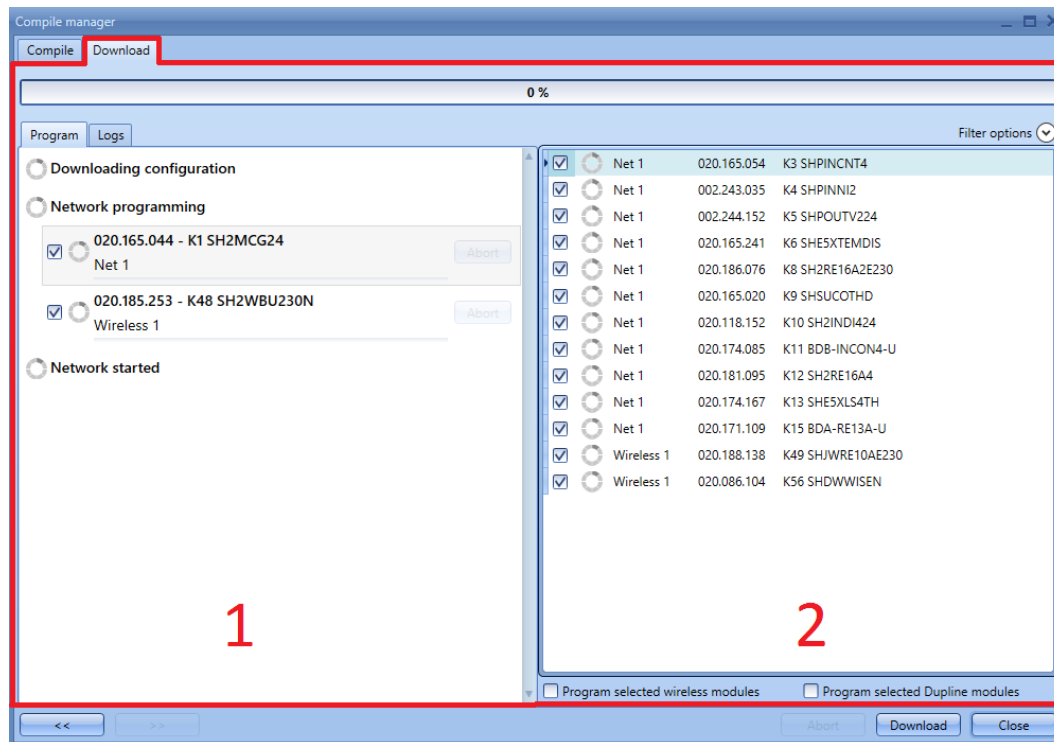 Compile manager
Compile Download
0 %
Program Logs
Filter options
Downloading configuration
Network programming
020.165.044 - K1 SH2MCG24
Net 1
Abort
020.185.253 - K48 SH2WBU230N
Wireless 1
Abort
Network started
1
Net 1 020.165.054 K3 SHPINCNT4
Net 1 002.243.035 K4 SHPINNI2
Net 1 002.244.152 K5 SHPOUTV224
Net 1 020.165.241 K6 SHE5XTEMDIS
Net 1 020.186.076 K8 SH2RE16A2E230
Net 1 020.165.020 K9 SHSUCOTHD
Net 1 020.118.152 K10 SH2INDI424
Net 1 020.174.085 K11 BDB-INCON4-U
Net 1 020.181.095 K12 SH2RE16A4
Net 1 020.174.167 K13 SHE5XLS4TH
Net 1 020.171.109 K15 BDA-RE13A-U
Wireless 1 020.188.138 K49 SHJWRE10AE230
Wireless 1 020.086.104 K56 SHDWWISEN
2
Program selected wireless modules Program selected Dupline modules
<< >> Abort Download Close